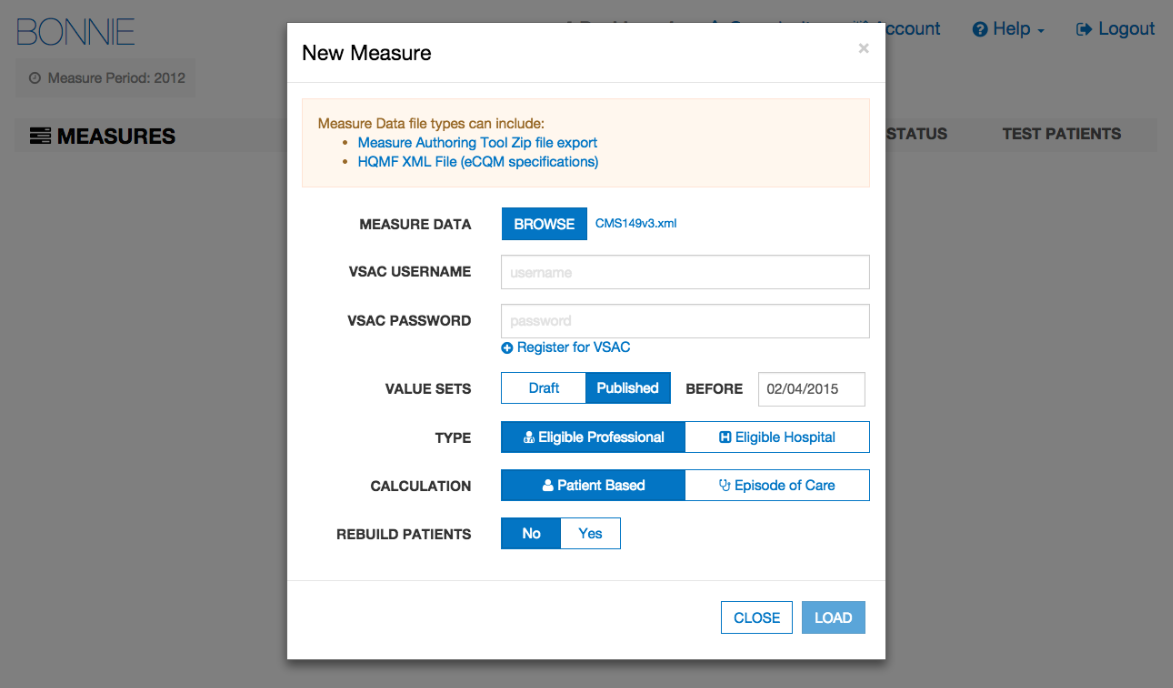 BONNIE
ccount
Help
Logout
Measure Period: 2012
MEASURES
STATUS
TEST PATIENTS
New Measure
×
Measure Data file types can include:
• Measure Authoring Tool Zip file export
• HQMF XML File (eCQM specifications)
MEASURE DATA BROWSE CMS149v3.xml
VSAC USERNAME username
VSAC PASSWORD password
Register for VSAC
VALUE SETS Draft Published BEFORE 02/04/2015
TYPE Eligible Professional Eligible Hospital
CALCULATION Patient Based Episode of Care
REBUILD PATIENTS No Yes
CLOSE LOAD